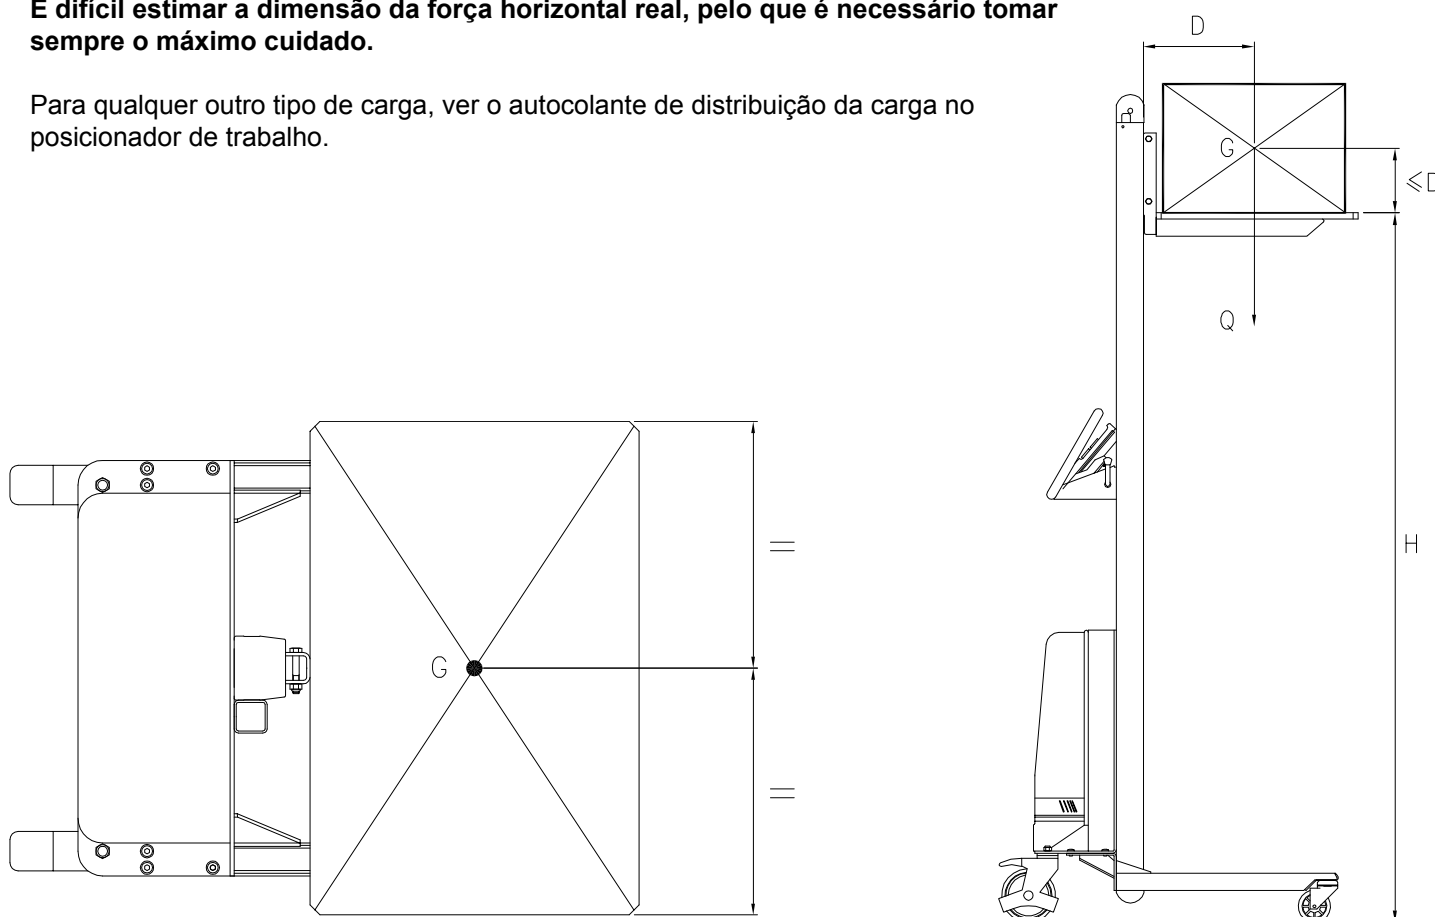 É difícil estimar a dimensão da força horizontal real, pelo que é necessário tomar
sempre o máximo cuidado.
Para qualquer outro tipo de carga, ver o autocolante de distribuição da carga no
posicionador de trabalho.
D
G
≤D
Q
H
G
=
=